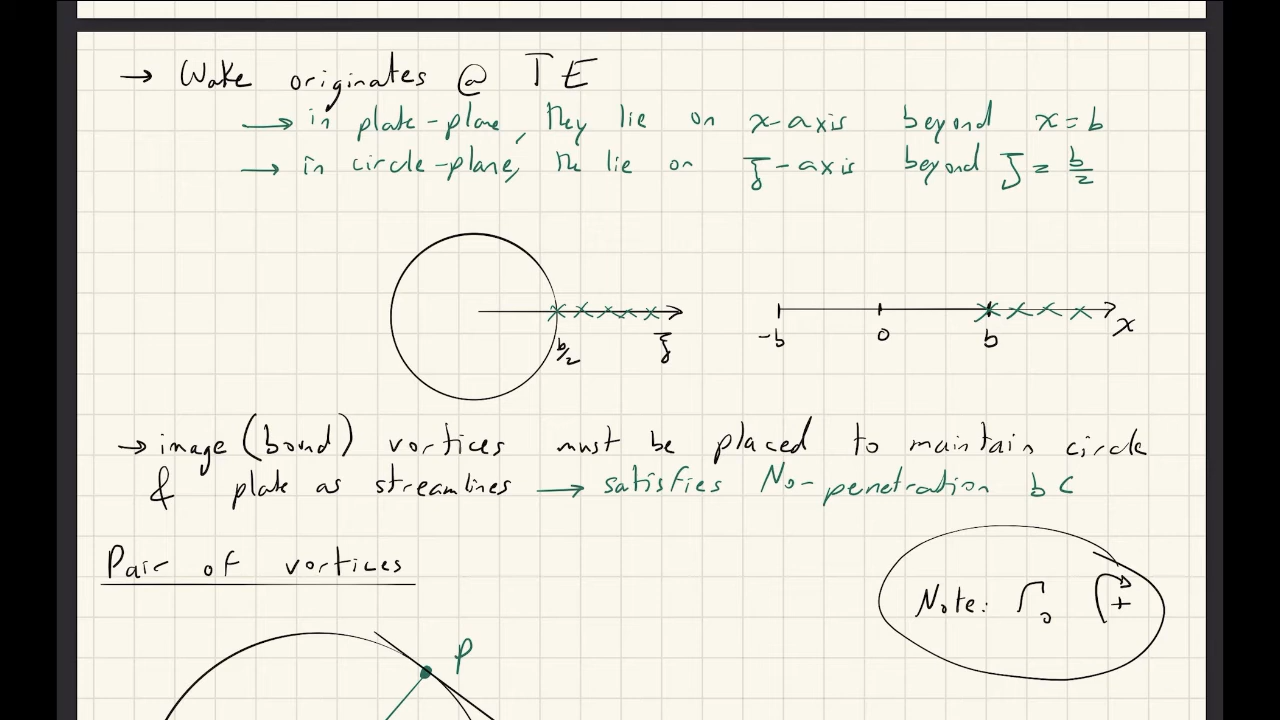 → Wake originates @ TE
→ in plate-plane, they lie on x-axis beyond x=b
→ in circle-plane, the lie on ξ-axis beyond ξ = b/2
b/2 ξ
-b 0 b x
→ image (bound) vortices must be placed to maintain circle
& plate as streamlines → satisfies No-penetration bc
Pair of vortices
Note: Γ₀ +
P